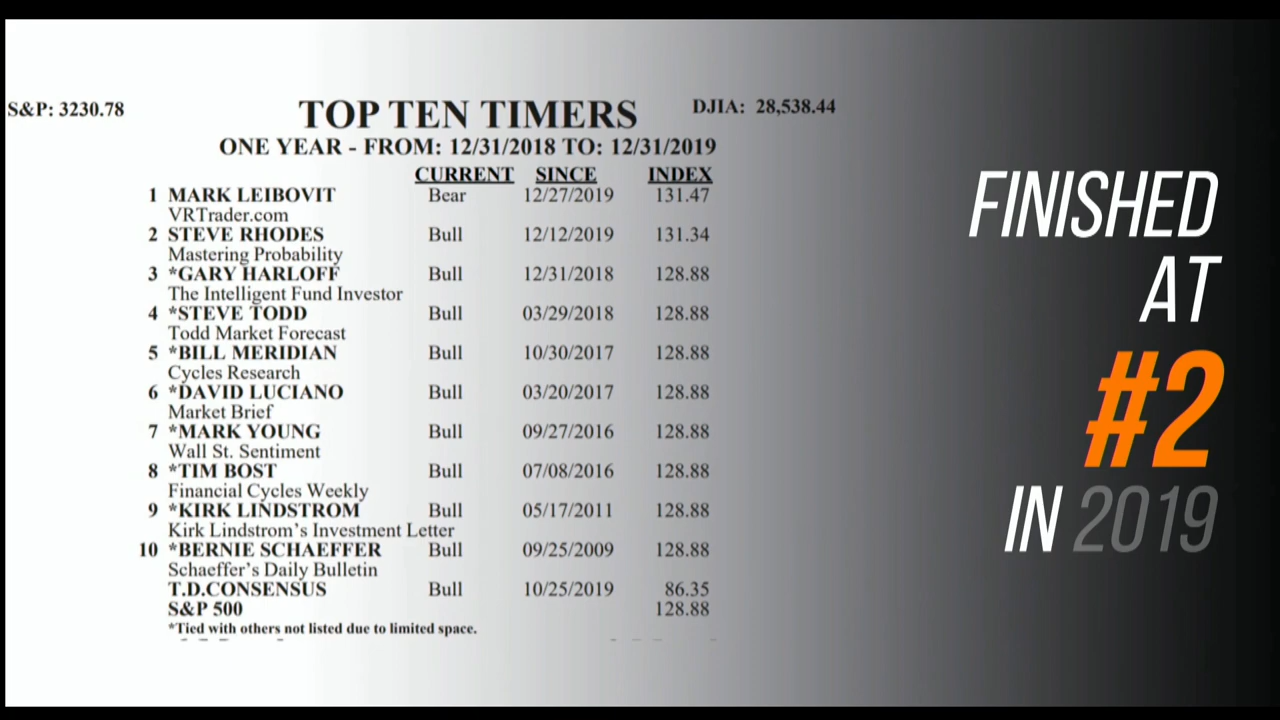 S&P: 3230.78
TOP TEN TIMERS
DJIA: 28,538.44
ONE YEAR - FROM: 12/31/2018 TO: 12/31/2019
CURRENT SINCE INDEX
1 MARK LEIBOVIT Bear 12/27/2019 131.47
VRTrader.com
2 STEVE RHODES Bull 12/12/2019 131.34
Mastering Probability
3 *GARY HARLOFF Bull 12/31/2018 128.88
The Intelligent Fund Investor
4 *STEVE TODD Bull 03/29/2018 128.88
Todd Market Forecast
5 *BILL MERIDIAN Bull 10/30/2017 128.88
Cycles Research
6 *DAVID LUCIANO Bull 03/20/2017 128.88
Market Brief
7 *MARK YOUNG Bull 09/27/2016 128.88
Wall St. Sentiment
8 *TIM BOST Bull 07/08/2016 128.88
Financial Cycles Weekly
9 *KIRK LINDSTROM Bull 05/17/2011 128.88
Kirk Lindstrom's Investment Letter
10 *BERNIE SCHAEFFER Bull 09/25/2009 128.88
Schaeffer's Daily Bulletin
T.D.CONSENSUS Bull 10/25/2019 86.35
S&P 500 128.88
*Tied with others not listed due to limited space.
FINISHED
AT
#2
IN 2019